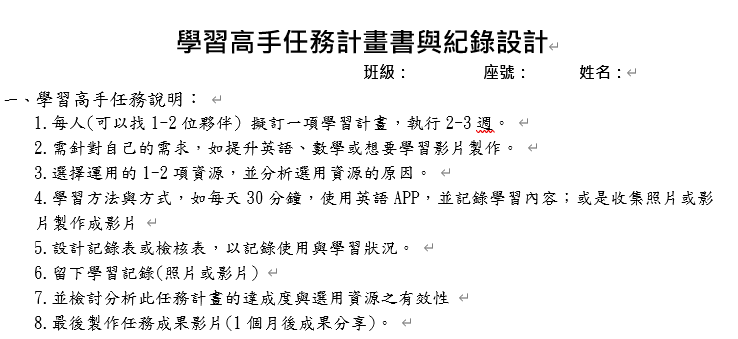 學習高手任務計畫書與紀錄設計
班級： 座號： 姓名：
一、學習高手任務說明：
1.每人(可以找1-2位夥伴) 擬訂一項學習計畫，執行2-3週。
2.需針對自己的需求，如提升英語、數學或想要學習影片製作。
3.選擇運用的1-2項資源，並分析選用資源的原因。
4.學習方法與方式，如每天30分鐘，使用英語APP，並記錄學習內容；或是收集照片或影
片製作成影片
5.設計記錄表或檢核表，以記錄使用與學習狀況。
6.留下學習記錄(照片或影片)
7.並檢討分析此任務計畫的達成度與選用資源之有效性
8.最後製作任務成果影片(1個月後成果分享)。